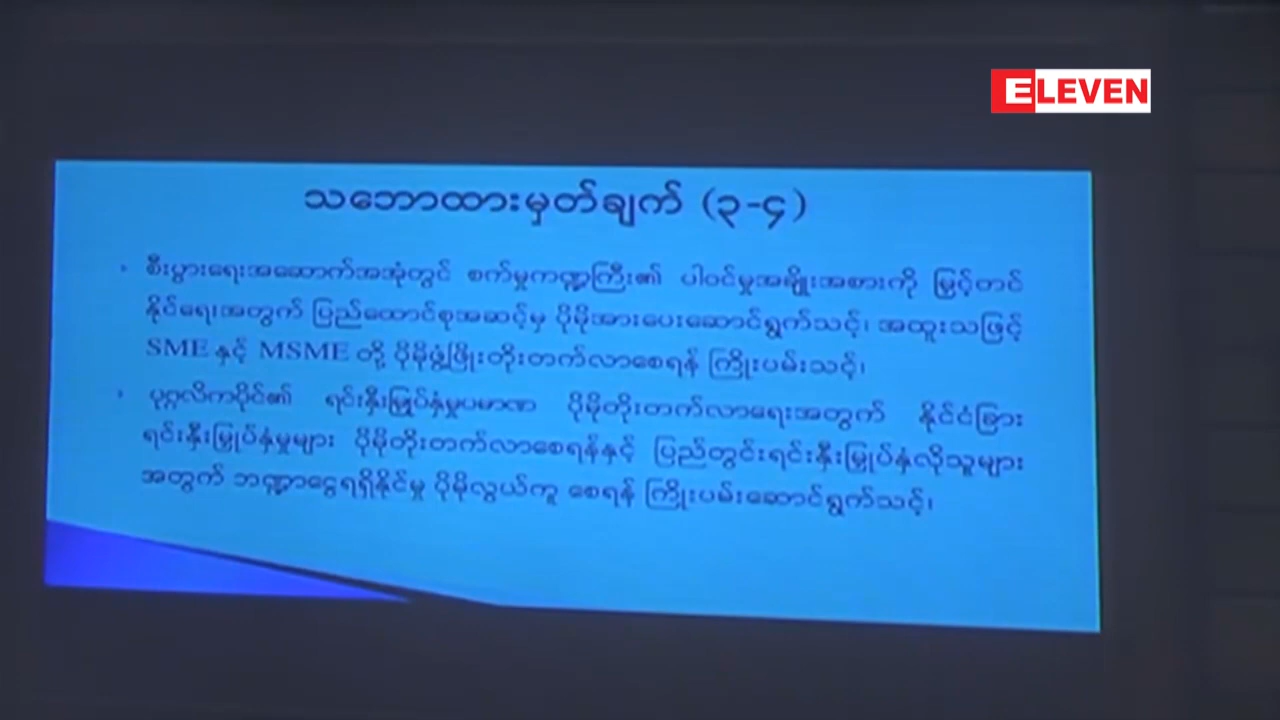 ELEVEN
သဘောထားမှတ်ချက် (၃-၄)
စီးပွားရေးအဆောက်အအုံတွင် စက်မှုကဏ္ဍကြီး၏ ပါဝင်မှုအချိုးအစားကို မြှင့်တင်
နိုင်ရေးအတွက် ပြည်ထောင်စုအဆင့်မှ ပိုမိုအားပေးဆောင်ရွက်သင့်၊ အထူးသဖြင့်
SME နှင့် MSME တို့ ပိုမိုဖွံ့ဖြိုးတိုးတက်လာစေရန် ကြိုးပမ်းသင့်၊
ပုဂ္ဂလိကပိုင်၏ ရင်းနှီးမြှုပ်နှံမှုပမာဏ ပိုမိုတိုးတက်လာရေးအတွက် နိုင်ငံခြား
ရင်းနှီးမြှုပ်နှံမှုများ ပိုမိုတိုးတက်လာစေရန်နှင့် ပြည်တွင်းရင်းနှီးမြှုပ်နှံလိုသူများ
အတွက် ဘဏ္ဍာငွေရရှိနိုင်မှု ပိုမိုလွယ်ကူ စေရန် ကြိုးပမ်းဆောင်ရွက်သင့်၊